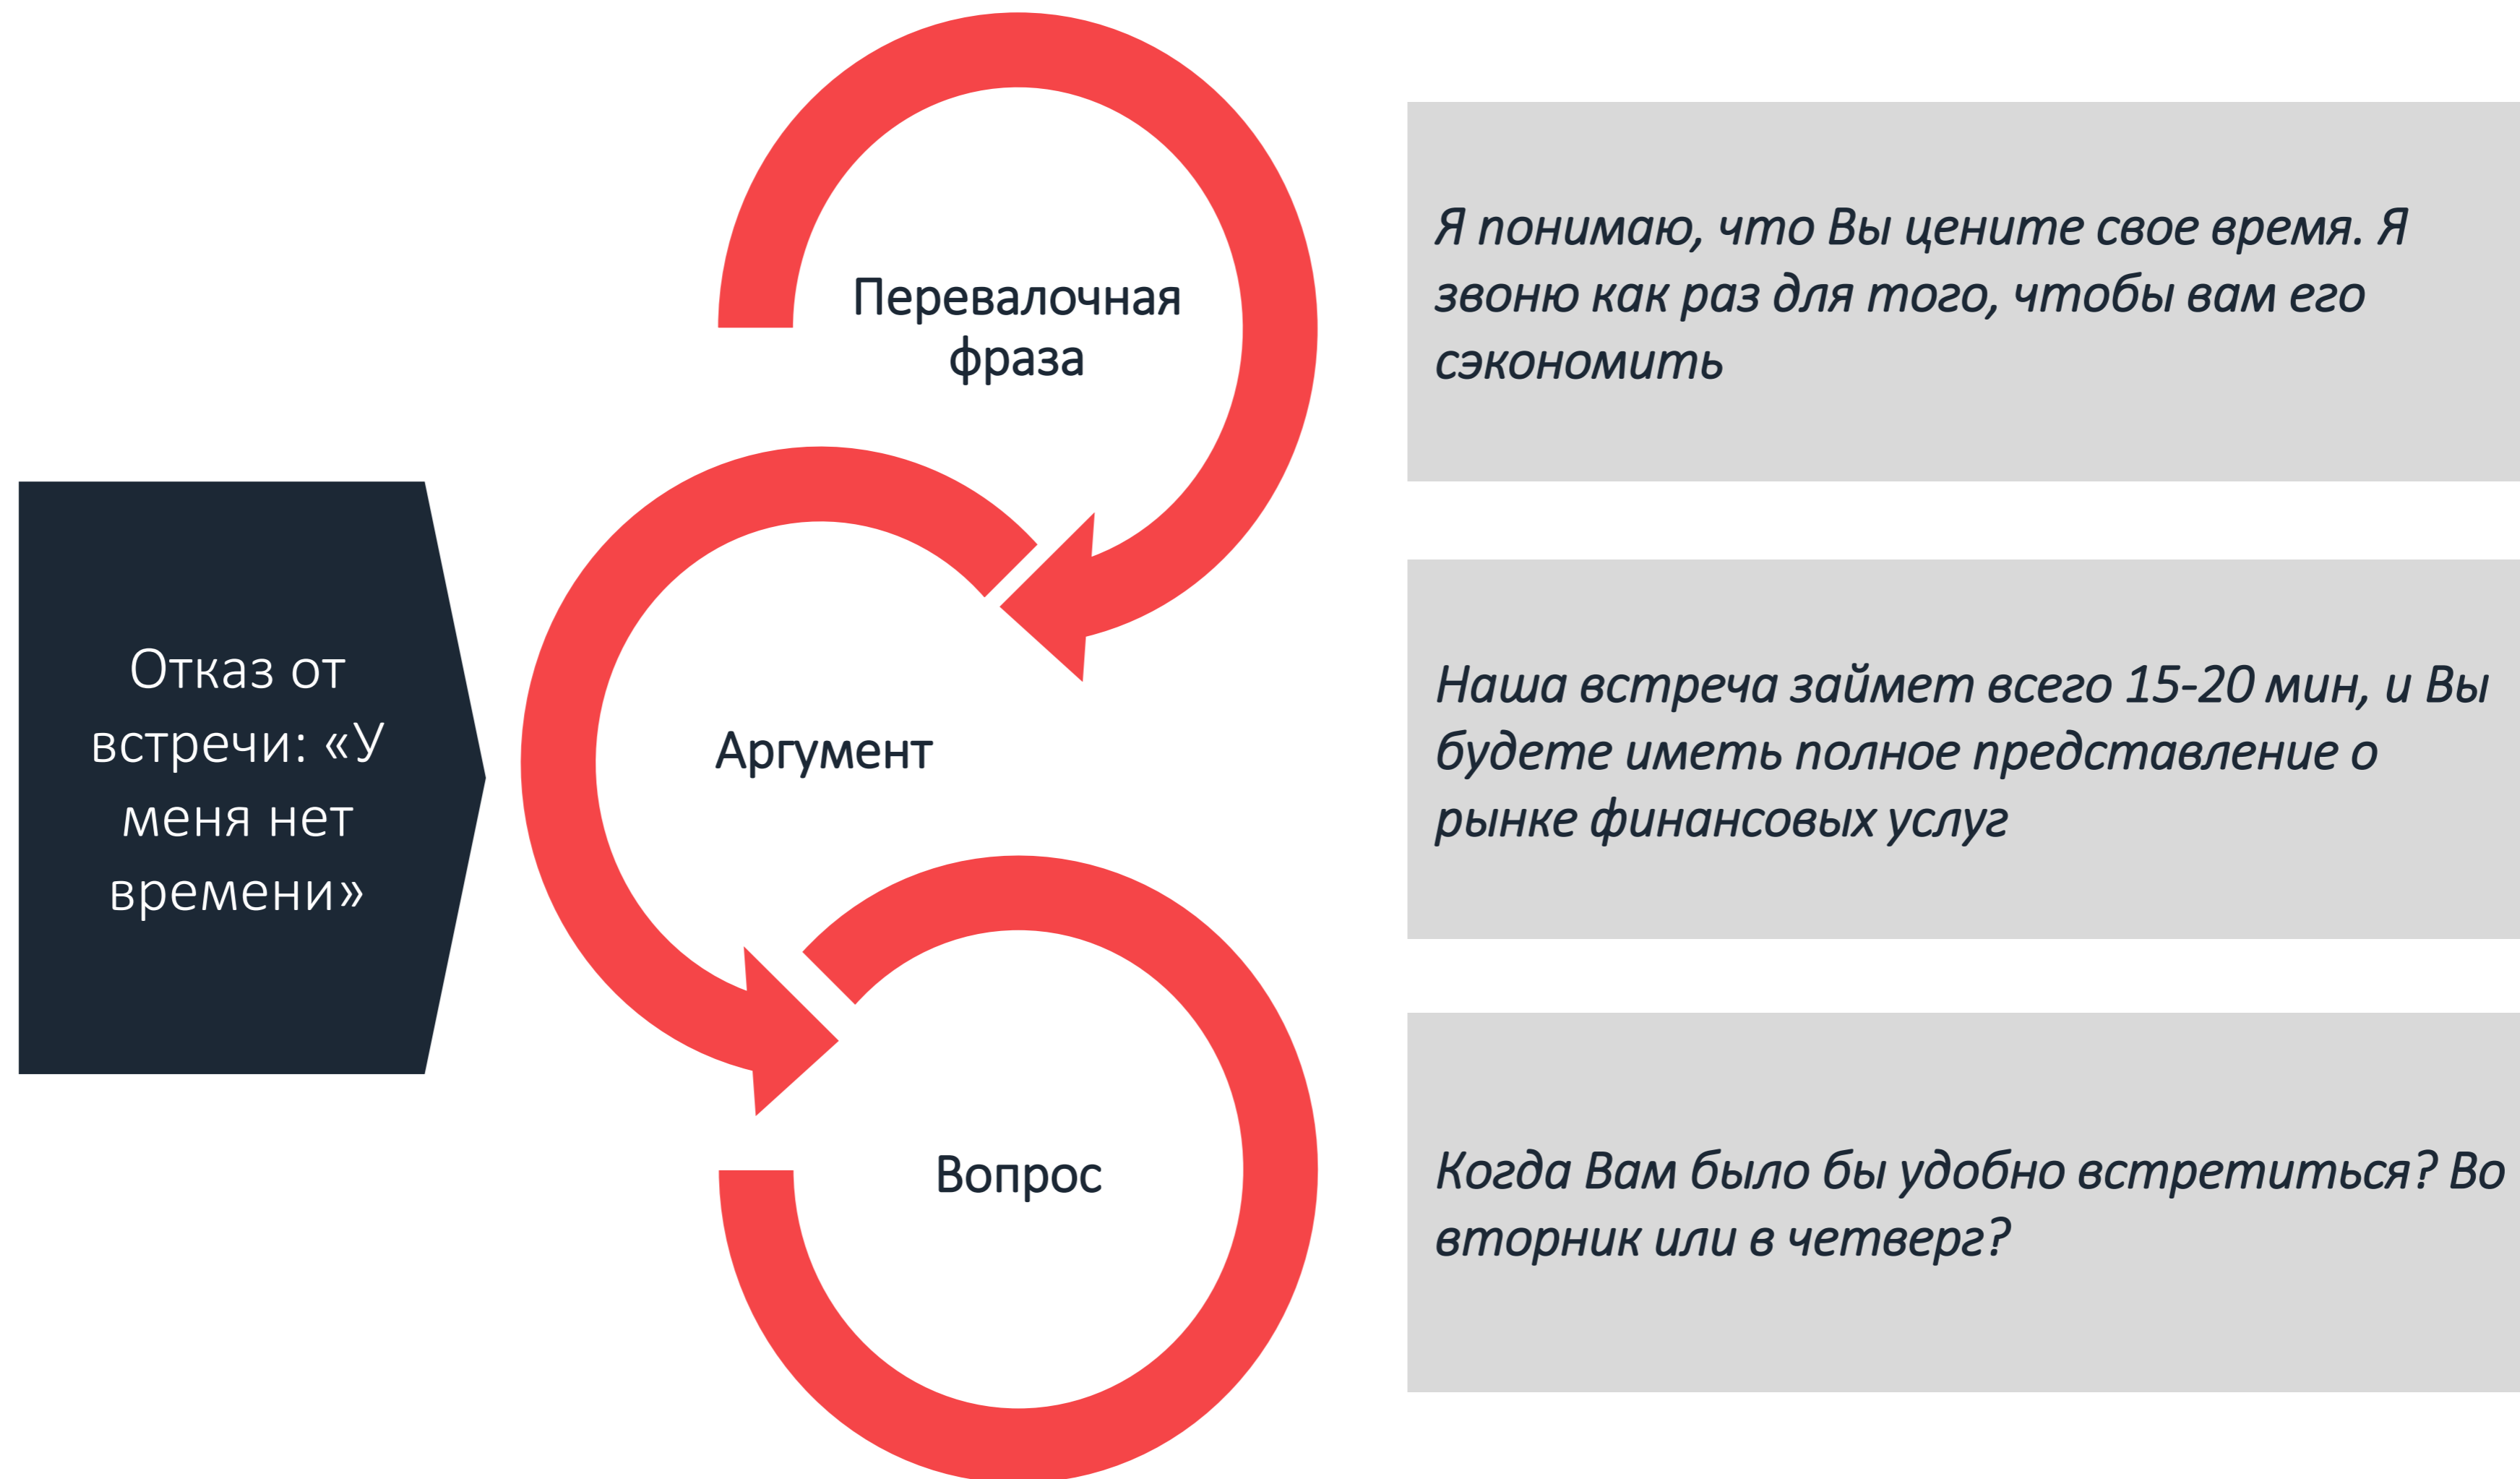 Отказ от
встречи: «У
меня нет
времени»
Перевалочная
фраза
Я понимаю, что Вы цените свое время. Я
звоню как раз для того, чтобы вам его
сэкономить
Аргумент
Наша встреча займет всего 15-20 мин, и Вы
будете иметь полное представление о
рынке финансовых услуг
Вопрос
Когда Вам было бы удобно встретиться? Во
вторник или в четверг?